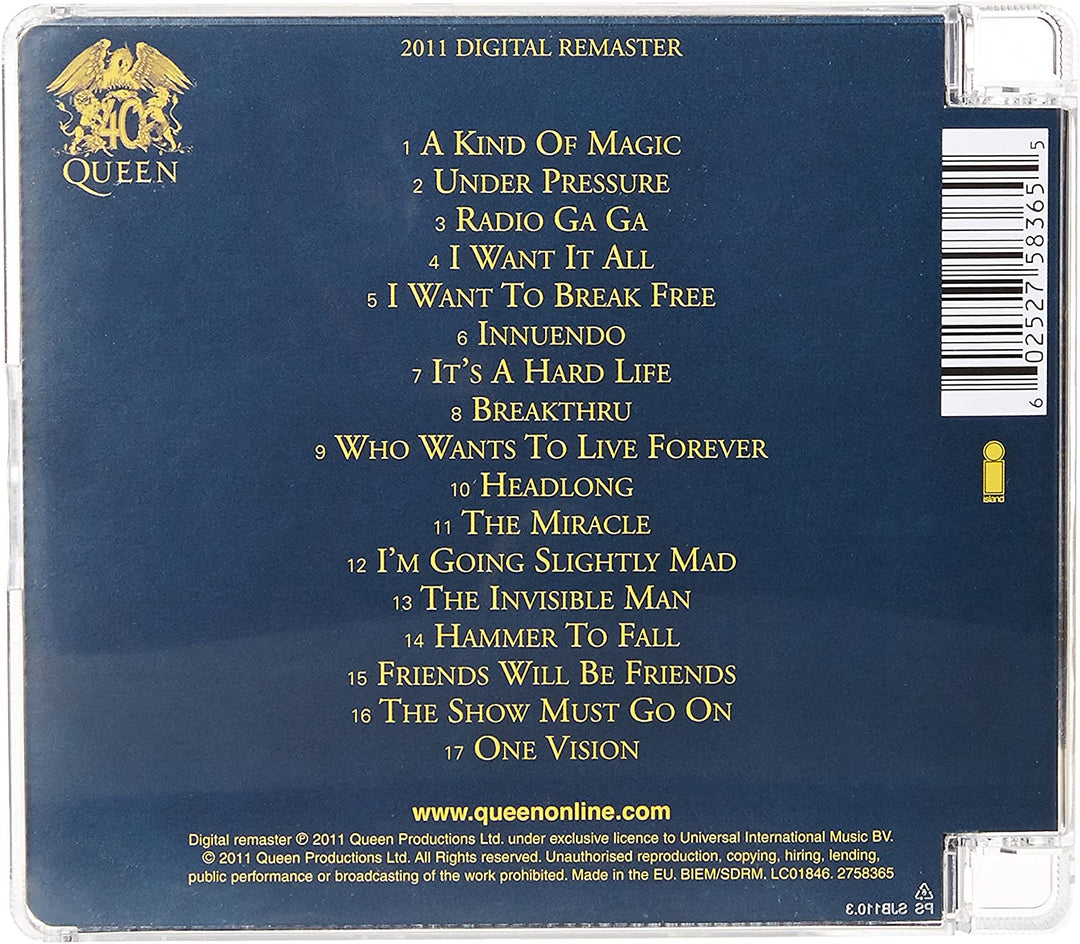 40
QUEEN
2011 DIGITAL REMASTER
1 A KIND OF MAGIC
2 UNDER PRESSURE
3 RADIO GA GA
4 I WANT IT ALL
5 I WANT TO BREAK FREE
6 INNUENDO
7 IT'S A HARD LIFE
8 BREAKTHRU
9 WHO WANTS TO LIVE FOREVER
10 HEADLONG
11 THE MIRACLE
12 I'M GOING SLIGHTLY MAD
13 THE INVISIBLE MAN
14 HAMMER TO FALL
15 FRIENDS WILL BE FRIENDS
16 THE SHOW MUST GO ON
17 ONE VISION
www.queenonline.com
Digital remaster ℗ 2011 Queen Productions Ltd. under exclusive licence to Universal International Music BV.
© 2011 Queen Productions Ltd. All Rights reserved. Unauthorised reproduction, copying, hiring, lending,
public performance or broadcasting of the work prohibited. Made in the EU. BIEM/SDRM. LC01846. 2758365
6 02527 58365 5
island
PS SJB110.3